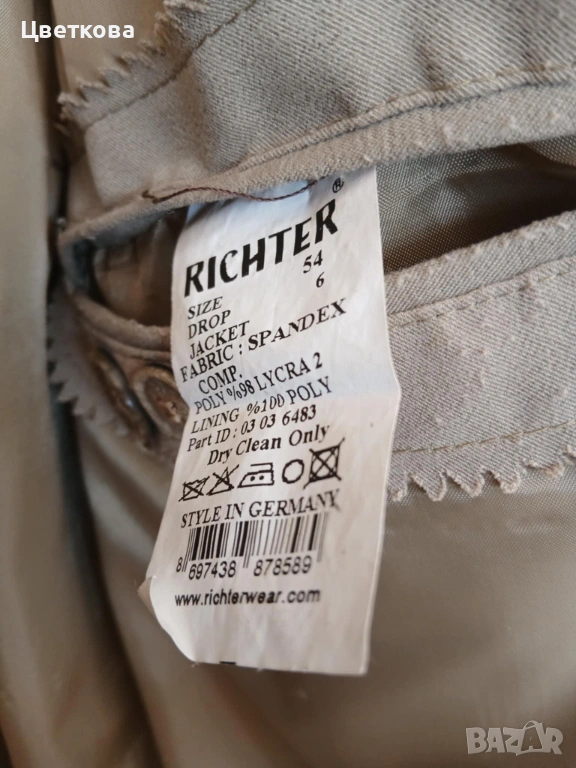 Цветкова
RICHTER®
SIZE 54
DROP 6
JACKET
FABRIC : SPANDEX
COMP.
POLY %98 LYCRA 2
LINING %100 POLY
Part ID : 03 03 6483
Dry Clean Only
STYLE IN GERMANY
8 697438 878589
www.richterwear.com
BAZAR